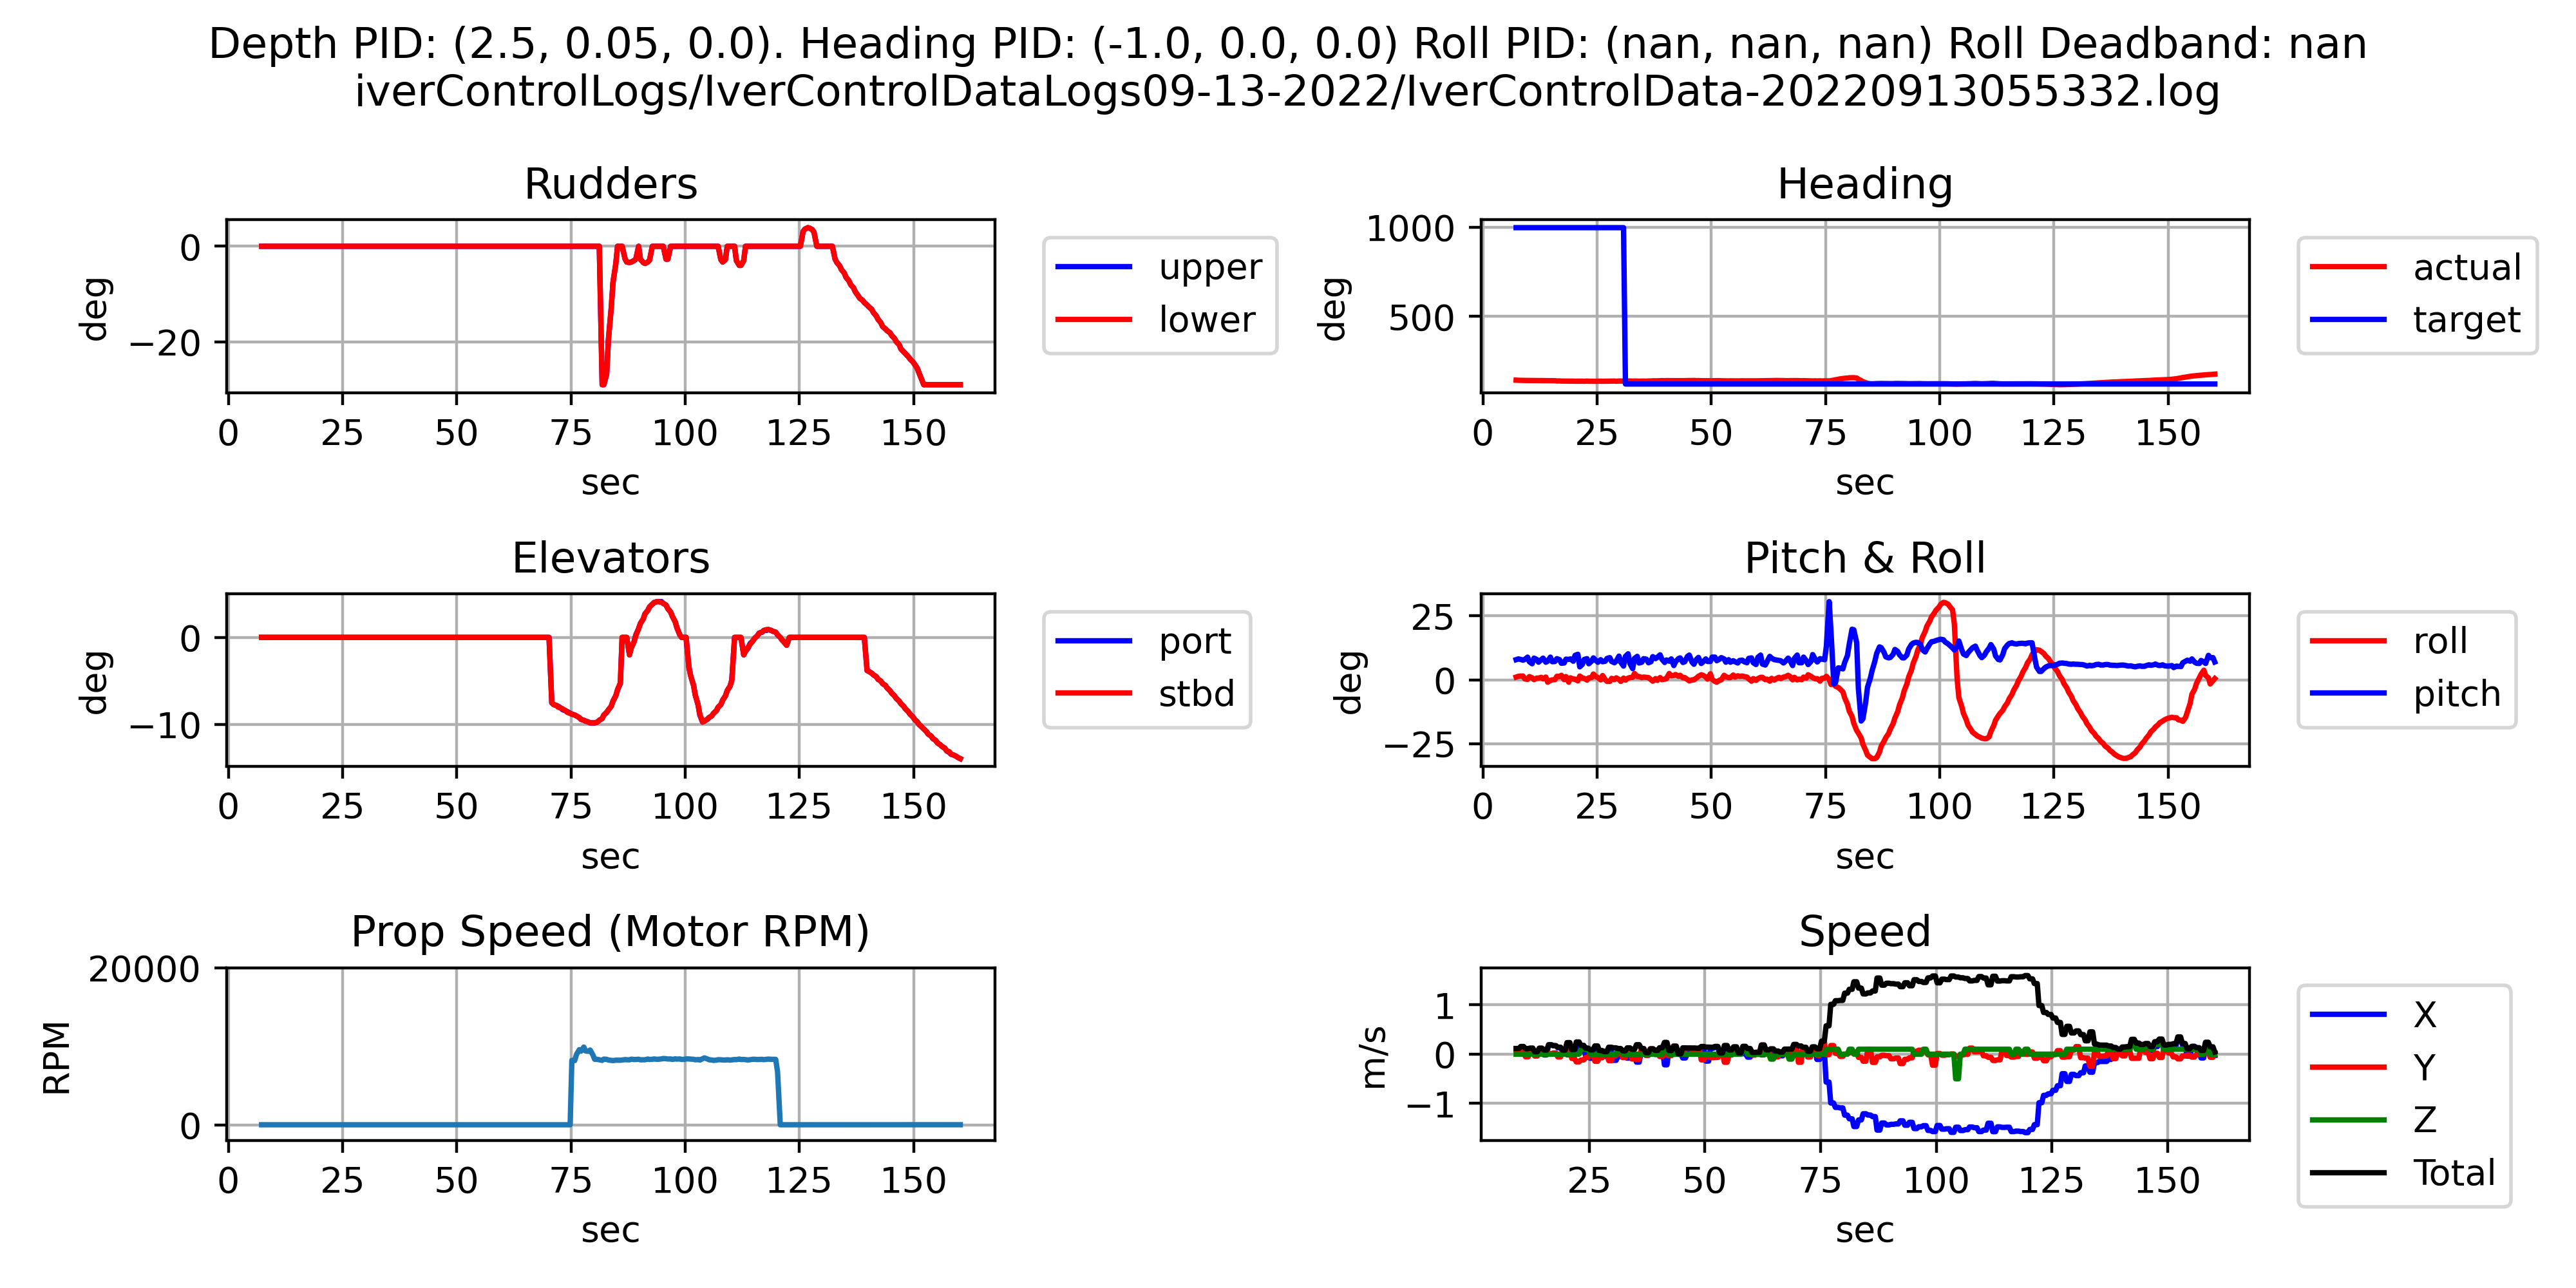 Depth PID: (2.5, 0.05, 0.0). Heading PID: (-1.0, 0.0, 0.0) Roll PID: (nan, nan, nan) Roll Deadband: nan
iverControlLogs/IverControlDataLogs09-13-2022/IverControlData-20220913055332.log
Rudders
deg
0
−20
0 25 50 75 100 125 150
sec
upper
lower
Heading
deg
1000
500
0 25 50 75 100 125 150
sec
actual
target
Elevators
deg
0
−10
0 25 50 75 100 125 150
sec
port
stbd
Pitch & Roll
deg
25
0
−25
0 25 50 75 100 125 150
sec
roll
pitch
Prop Speed (Motor RPM)
RPM
20000
0
0 25 50 75 100 125 150
sec
Speed
m/s
1
0
−1
25 50 75 100 125 150
sec
X
Y
Z
Total